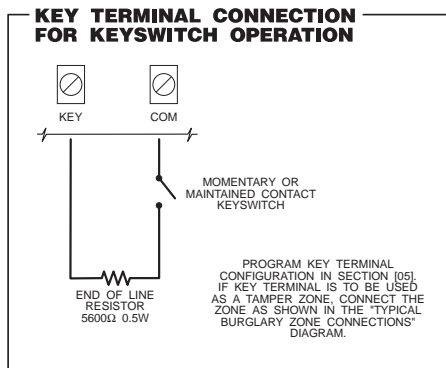 KEY TERMINAL CONNECTION
FOR KEYSWITCH OPERATION
KEY
COM
MOMENTARY OR
MAINTAINED CONTACT
KEYSWITCH
END OF LINE
RESISTOR
5600Ω 0.5W
PROGRAM KEY TERMINAL
CONFIGURATION IN SECTION [05].
IF KEY TERMINAL IS TO BE USED
AS A TAMPER ZONE, CONNECT THE
ZONE AS SHOWN IN THE "TYPICAL
BURGLARY ZONE CONNECTIONS"
DIAGRAM.